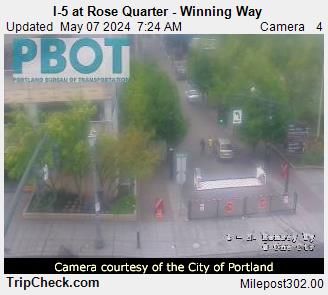 I-5 at Rose Quarter - Winning Way
Updated May 07 2024 7:24 AM Camera 4
PBOT
PORTLAND BUREAU OF TRANSPORTATION
Camera courtesy of the City of Portland
TripCheck.com Milepost302.00